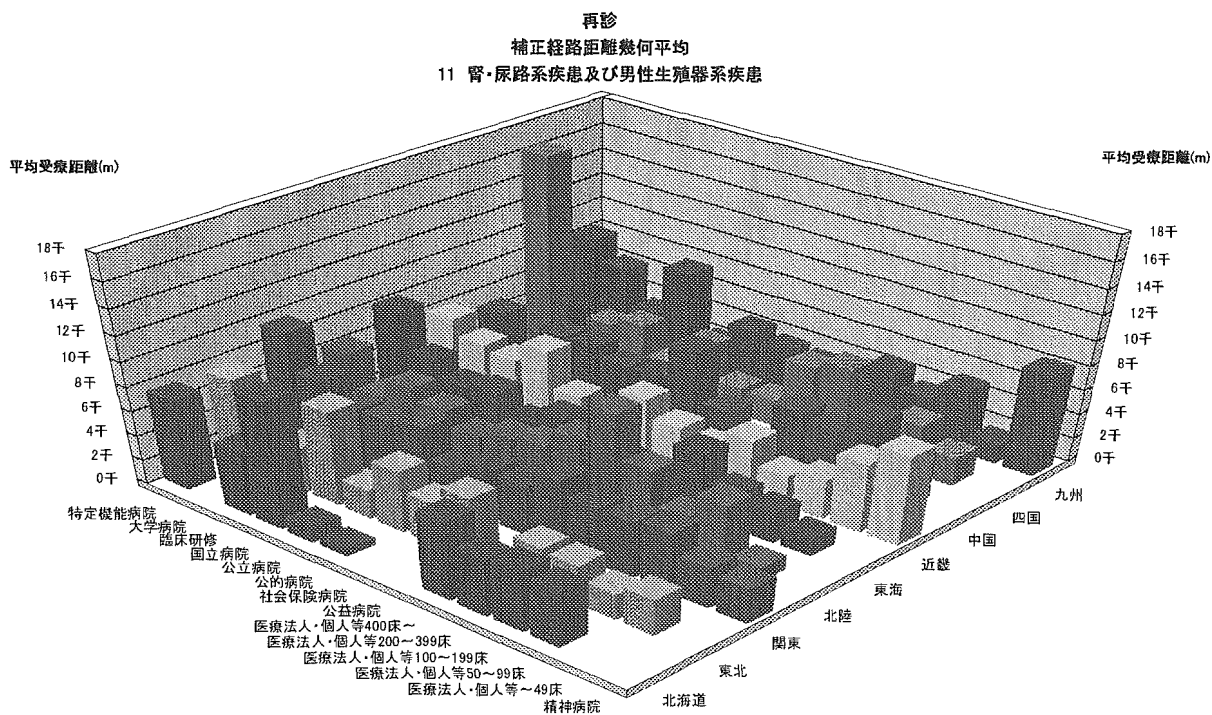 再診
補正経路距離幾何平均
11 腎・尿路系疾患及び男性生殖器系疾患
平均受療距離(m)
平均受療距離(m)
18千
16千
14千
12千
10千
8千
6千
4千
2千
0千
18千
16千
14千
12千
10千
8千
6千
4千
2千
0千
特定機能病院
大学病院
臨床研修
国立病院
公立病院
公的病院
社会保険病院
公益病院
医療法人・個人等400床～
医療法人・個人等200～399床
医療法人・個人等100～199床
医療法人・個人等50～99床
医療法人・個人等～49床
精神病院
北海道
東北
関東
北陸
東海
近畿
中国
四国
九州